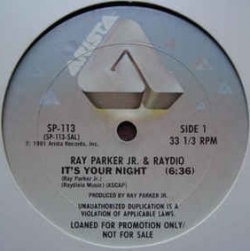 ARISTA
SP-113
(SP-113-SAL)
© 1981 Arista Records, Inc.
SIDE 1
33 1/3 RPM
RAY PARKER JR. & RAYDIO
IT'S YOUR NIGHT (6:36)
(Ray Parker Jr.)
(Raydiola Music) (ASCAP)
PRODUCED BY RAY PARKER JR.
UNAUTHORIZED DUPLICATION IS A
VIOLATION OF APPLICABLE LAWS.
LOANED FOR PROMOTION ONLY/
NOT FOR SALE